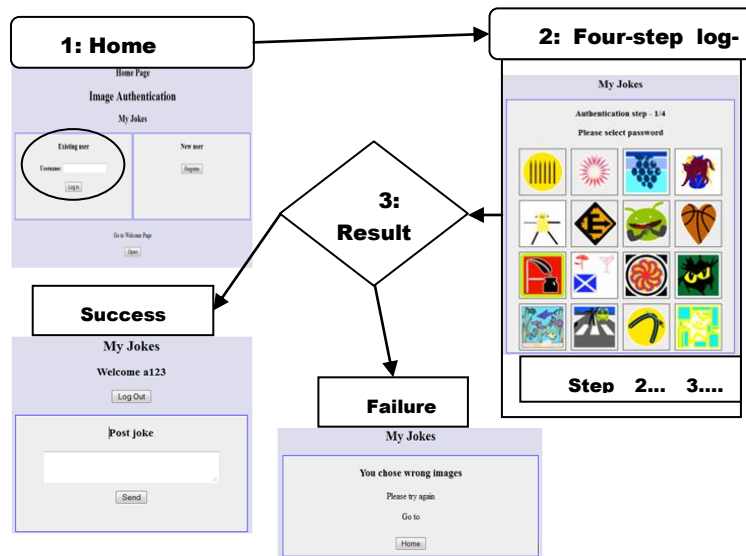 1: Home
Home Page
Image Authentication
My Jokes
Existing user
New user
Username:
Log in
Register
Go to Welcome Page
Open
2: Four-step log-
My Jokes
Authentication step - 1/4
Please select password
Step 2... 3....
3:
Result
Success
My Jokes
Welcome a123
Log Out
Post joke
Send
Failure
My Jokes
You chose wrong images
Please try again
Go to
Home